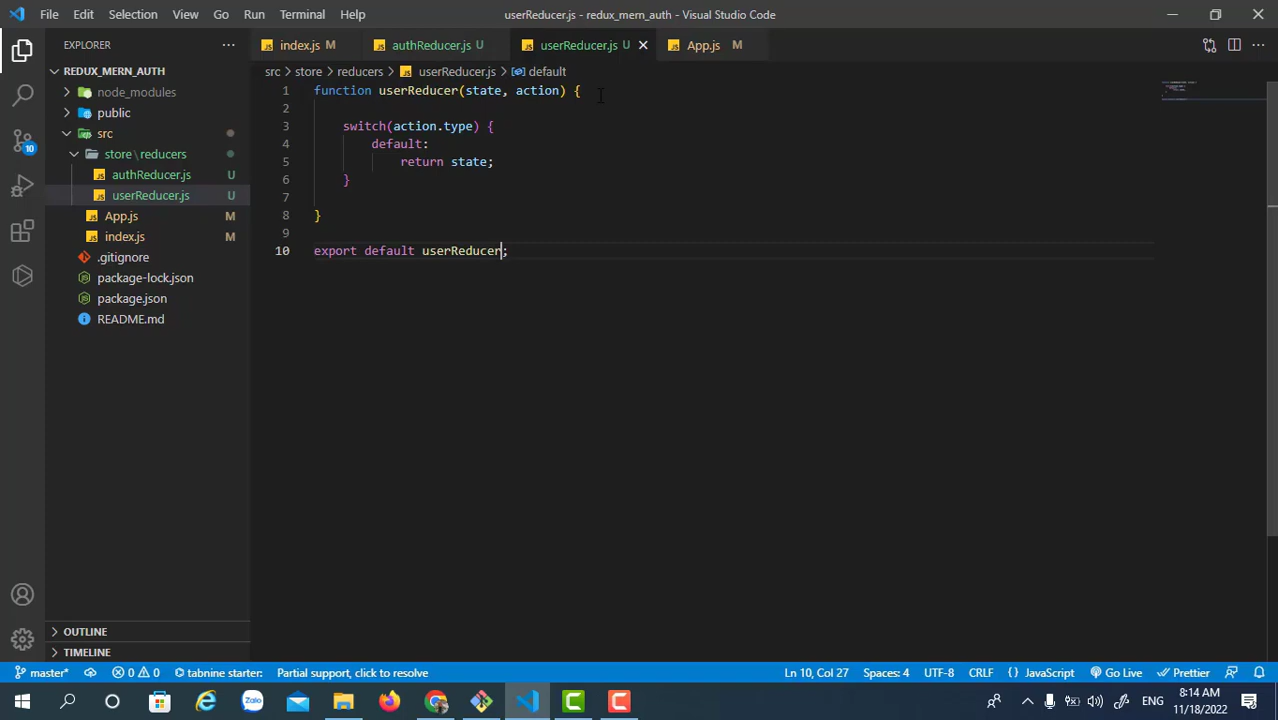 File Edit Selection View Go Run Terminal Help
userReducer.js - redux_mern_auth - Visual Studio Code
EXPLORER
index.js M
authReducer.js U
userReducer.js U
App.js M
REDUX_MERN_AUTH
src > store > reducers > userReducer.js > default
node_modules
public
src
store \ reducers
authReducer.js U
userReducer.js U
App.js M
index.js M
.gitignore
package-lock.json
package.json
README.md
1 function userReducer(state, action) {
2
3 switch(action.type) {
4 default:
5 return state;
6 }
7
8 }
9
10 export default userReducer;
10
OUTLINE
TIMELINE
master* 0 0 tabnine starter: Partial support, click to resolve Ln 10, Col 27 Spaces: 4 UTF-8 CRLF { } JavaScript Go Live Prettier
Zalo
ENG
8:14 AM
11/18/2022